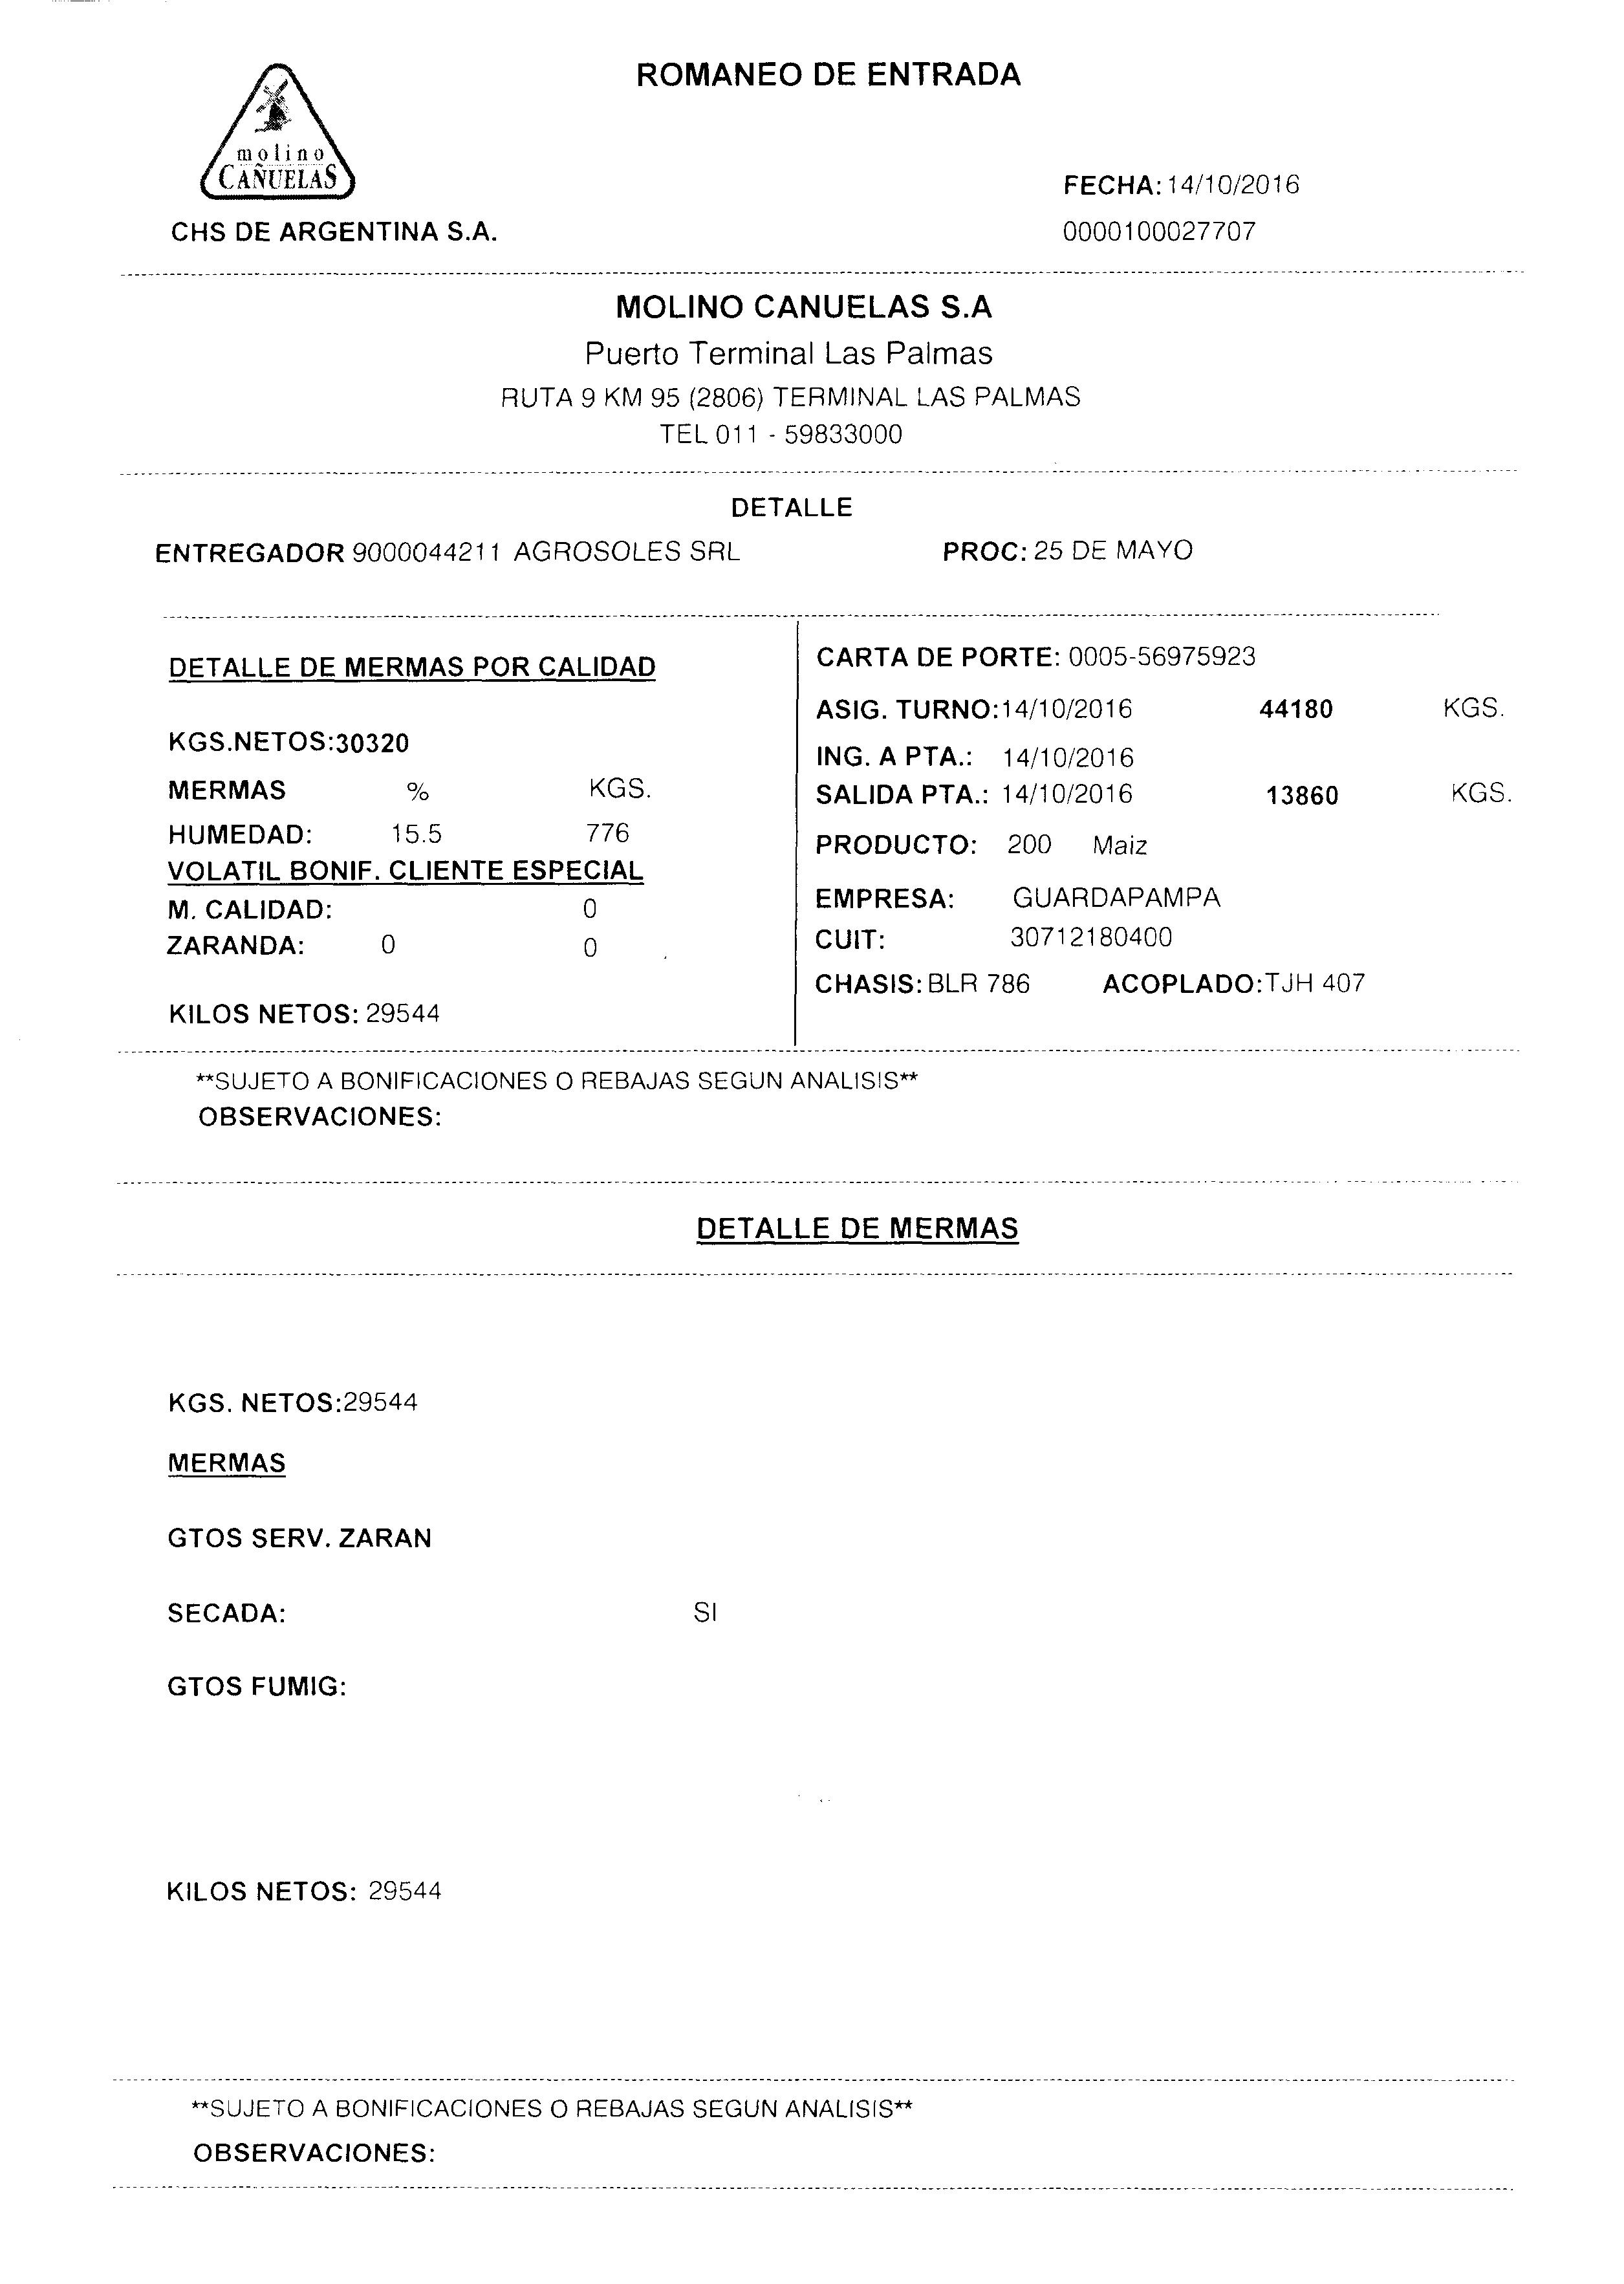 ROMANEO DE ENTRADA
molino
CAÑUELAS
FECHA: 14/10/2016
CHS DE ARGENTINA S.A.
0000100027707
MOLINO CANUELAS S.A
Puerto Terminal Las Palmas
RUTA 9 KM 95 (2806) TERMINAL LAS PALMAS
TEL 011 - 59833000
DETALLE
ENTREGADOR 9000044211 AGROSOLES SRL PROC: 25 DE MAYO
DETALLE DE MERMAS POR CALIDAD
KGS.NETOS:30320
MERMAS % KGS.
HUMEDAD: 15.5 776
VOLATIL BONIF. CLIENTE ESPECIAL
M. CALIDAD: 0
ZARANDA: 0 0
KILOS NETOS: 29544
CARTA DE PORTE: 0005-56975923
ASIG. TURNO:14/10/2016 44180 KGS.
ING. A PTA.: 14/10/2016
SALIDA PTA.: 14/10/2016 13860 KGS.
PRODUCTO: 200 Maiz
EMPRESA: GUARDAPAMPA
CUIT: 30712180400
CHASIS: BLR 786 ACOPLADO:TJH 407
**SUJETO A BONIFICACIONES O REBAJAS SEGUN ANALISIS**
OBSERVACIONES:
DETALLE DE MERMAS
KGS. NETOS:29544
MERMAS
GTOS SERV. ZARAN
SECADA: SI
GTOS FUMIG:
KILOS NETOS: 29544
**SUJETO A BONIFICACIONES O REBAJAS SEGUN ANALISIS**
OBSERVACIONES: